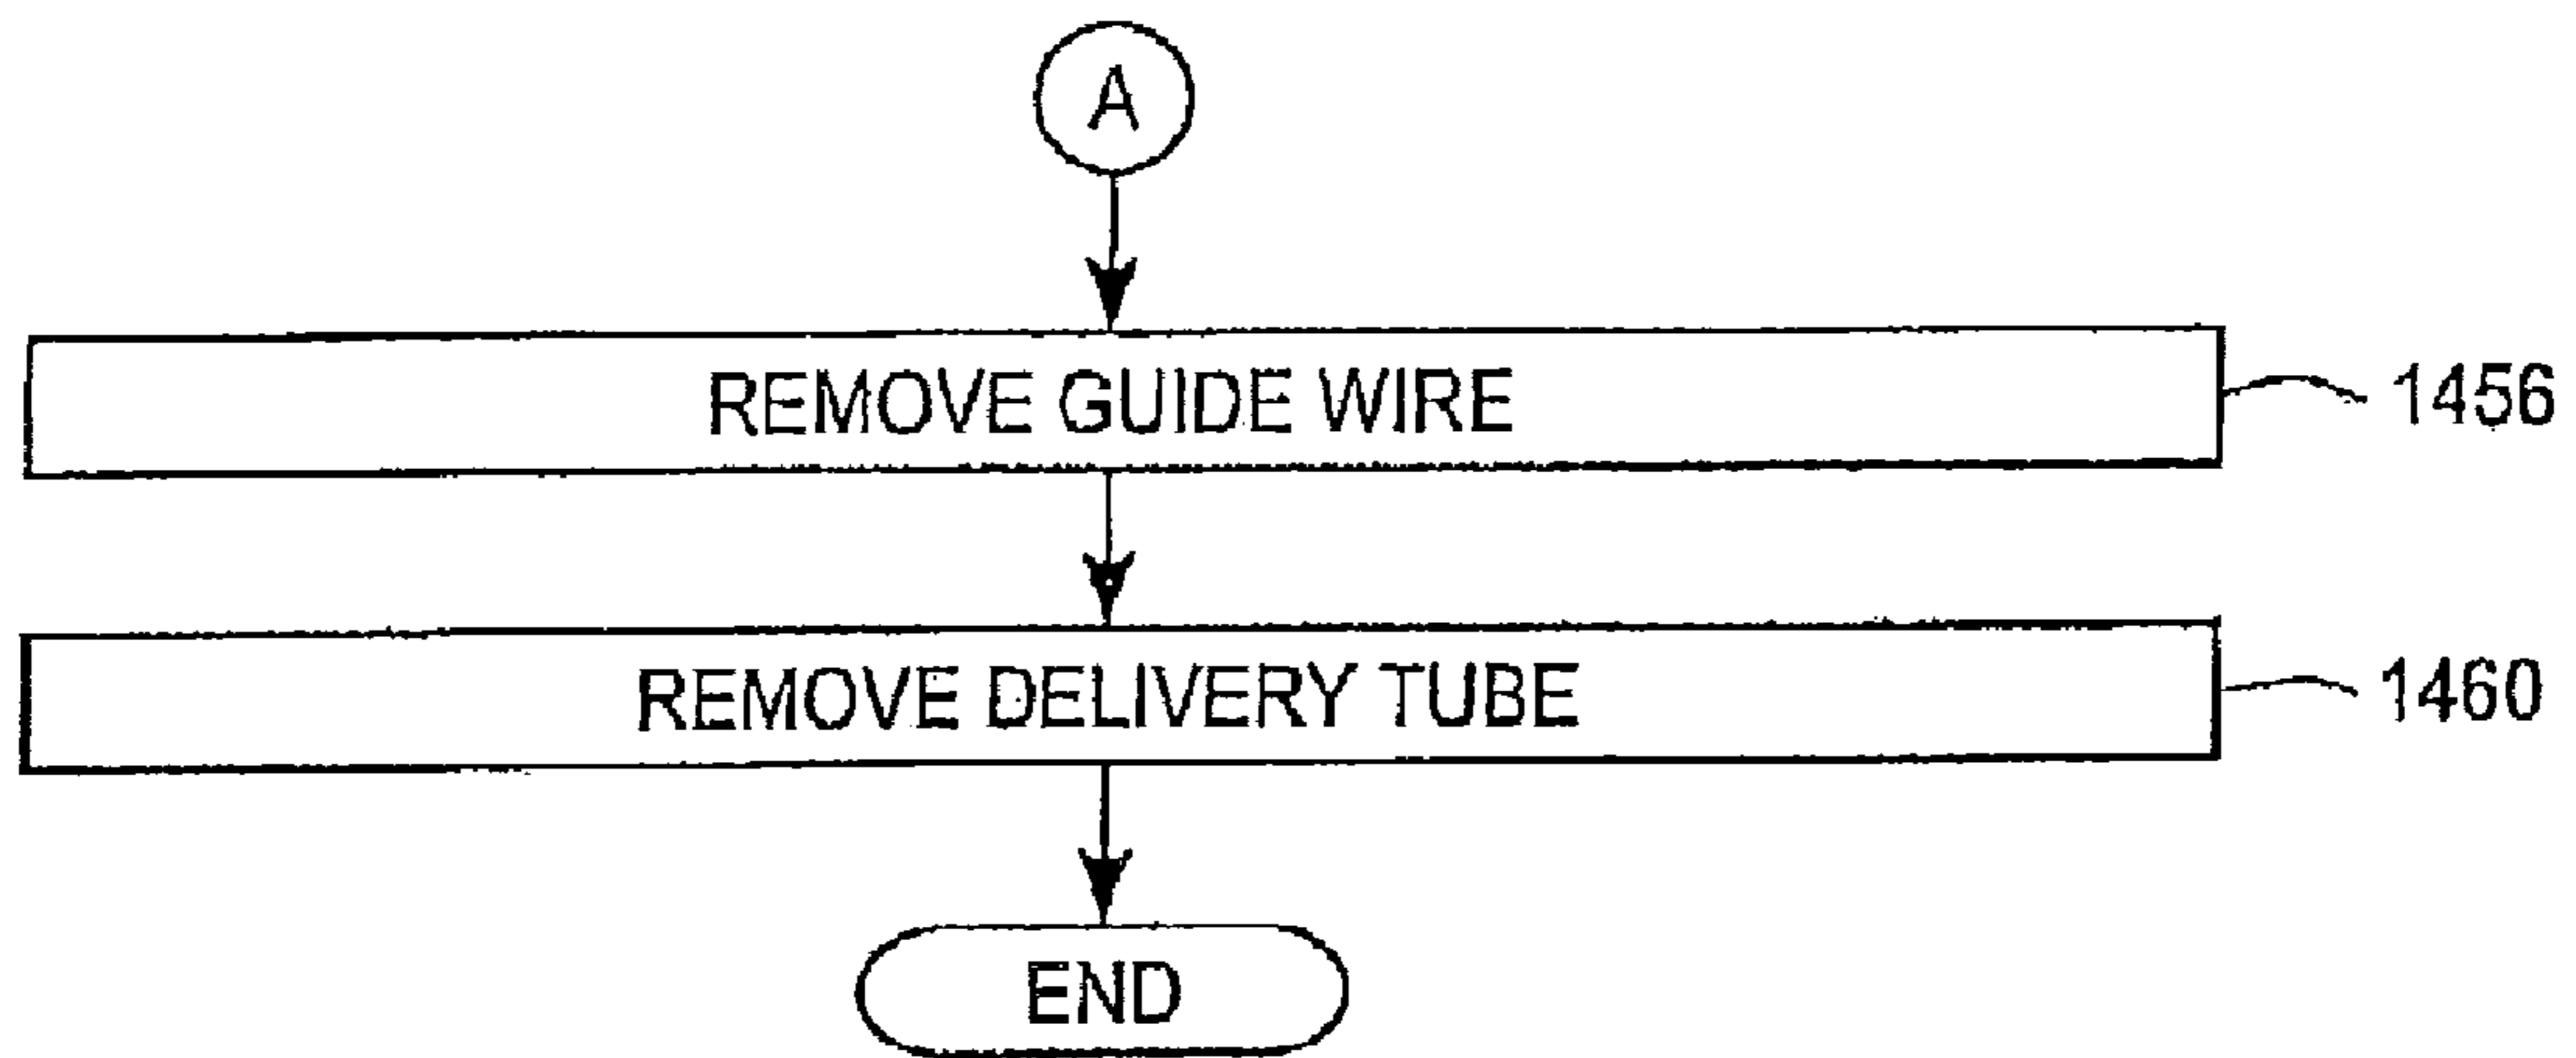 A
REMOVE GUIDE WIRE
1456
REMOVE DELIVERY TUBE
1460
END